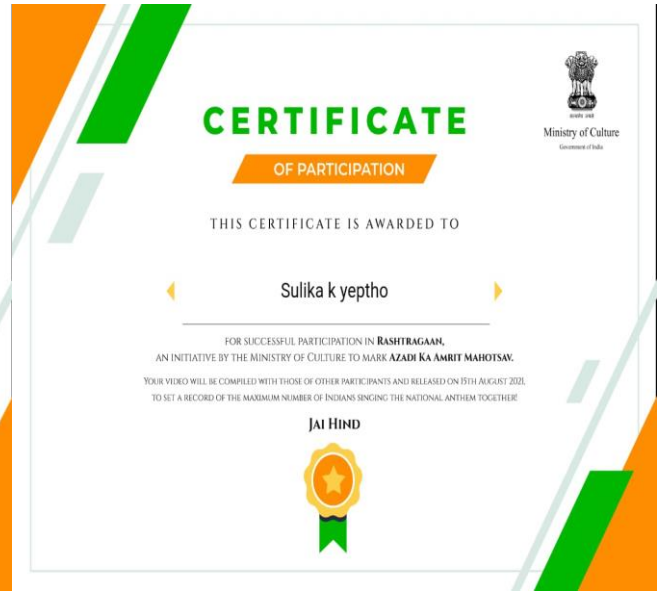 CERTIFICATE
OF PARTICIPATION
Ministry of Culture
Government of India
THIS CERTIFICATE IS AWARDED TO
Sulika k yeptho
FOR SUCCESSFUL PARTICIPATION IN RASHTRAGAAN,
AN INITIATIVE BY THE MINISTRY OF CULTURE TO MARK AZADI KA AMRIT MAHOTSAV.
YOUR VIDEO WILL BE COMPILED WITH THOSE OF OTHER PARTICIPANTS AND RELEASED ON 15TH AUGUST 2021,
TO SET A RECORD OF THE MAXIMUM NUMBER OF INDIANS SINGING THE NATIONAL ANTHEM TOGETHER!
JAI HIND